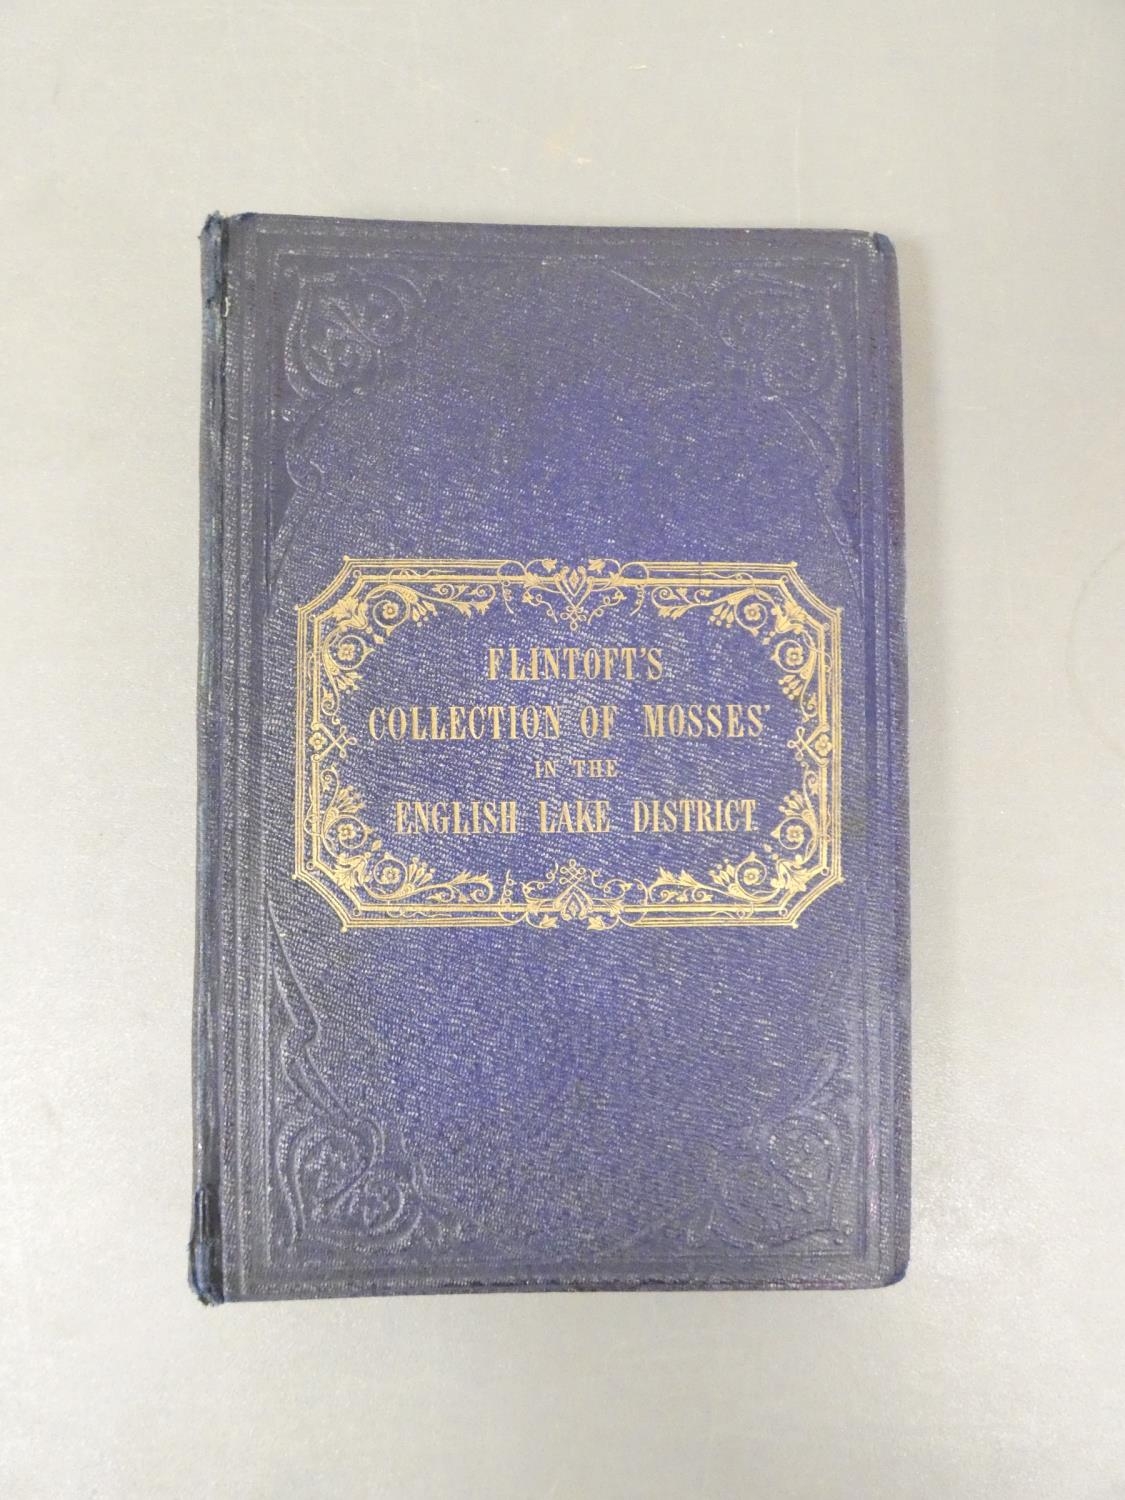 FLINTOFT'S
COLLECTION OF MOSSES'
IN THE
ENGLISH LAKE DISTRICT.